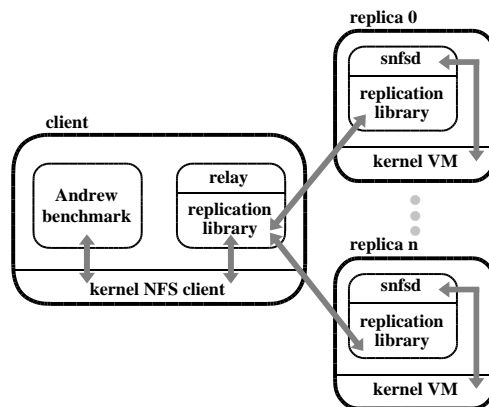 client
Andrew
benchmark
relay
replication
library
kernel NFS client
replica 0
snfsd
replication
library
kernel VM
replica n
snfsd
replication
library
kernel VM